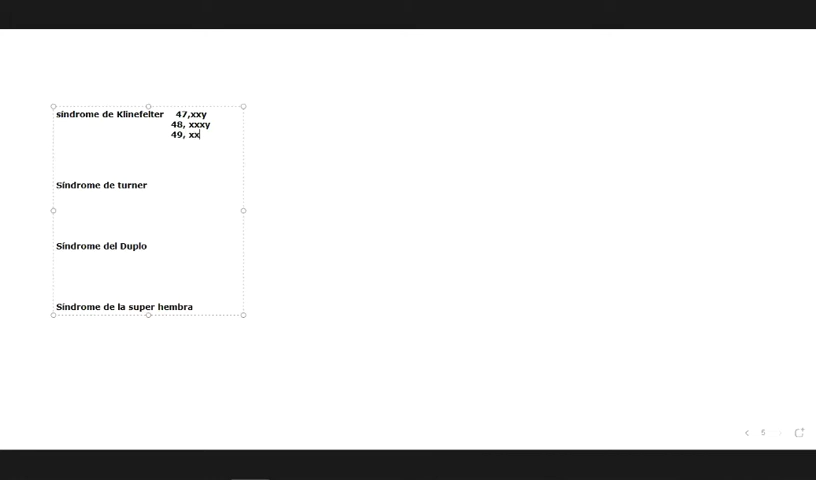 síndrome de Klinefelter 47,xxy
48, xxxy
49, xx
Síndrome de turner
Síndrome del Duplo
Síndrome de la super hembra
5